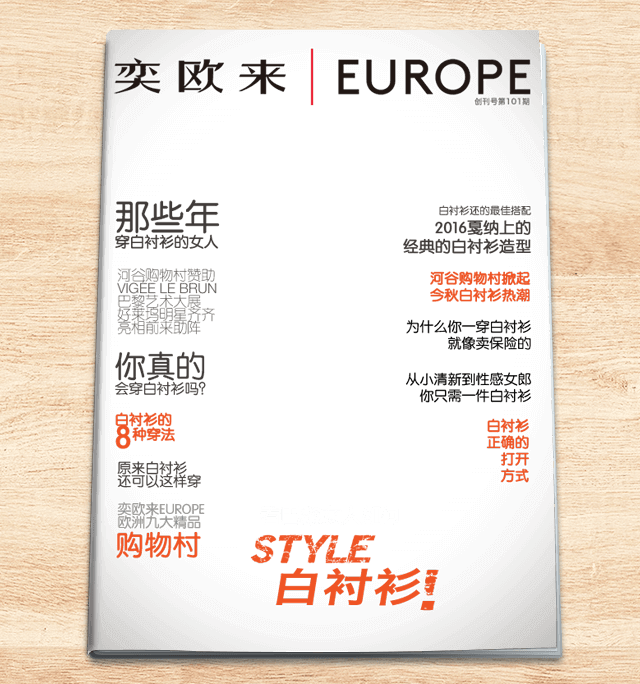 奕欧来 | EUROPE
创刊号第101期
那些年
穿白衬衫的女人
河谷购物村赞助
VIGÉE LE BRUN
巴黎艺术大展
好莱坞明星齐齐
亮相前来助阵
你真的
会穿白衬衫吗?
白衬衫的
8种穿法
原来白衬衫
还可以这样穿
奕欧来EUROPE
欧洲九大精品
购物村
白衬衫还的最佳搭配
2016戛纳上的
经典的白衬衫造型
河谷购物村掀起
今秋白衬衫热潮
为什么你一穿白衬衫
就像卖保险的
从小清新到性感女郎
你只需一件白衬衫
白衬衫
正确的
打开
方式
STYLE
白衬衫!